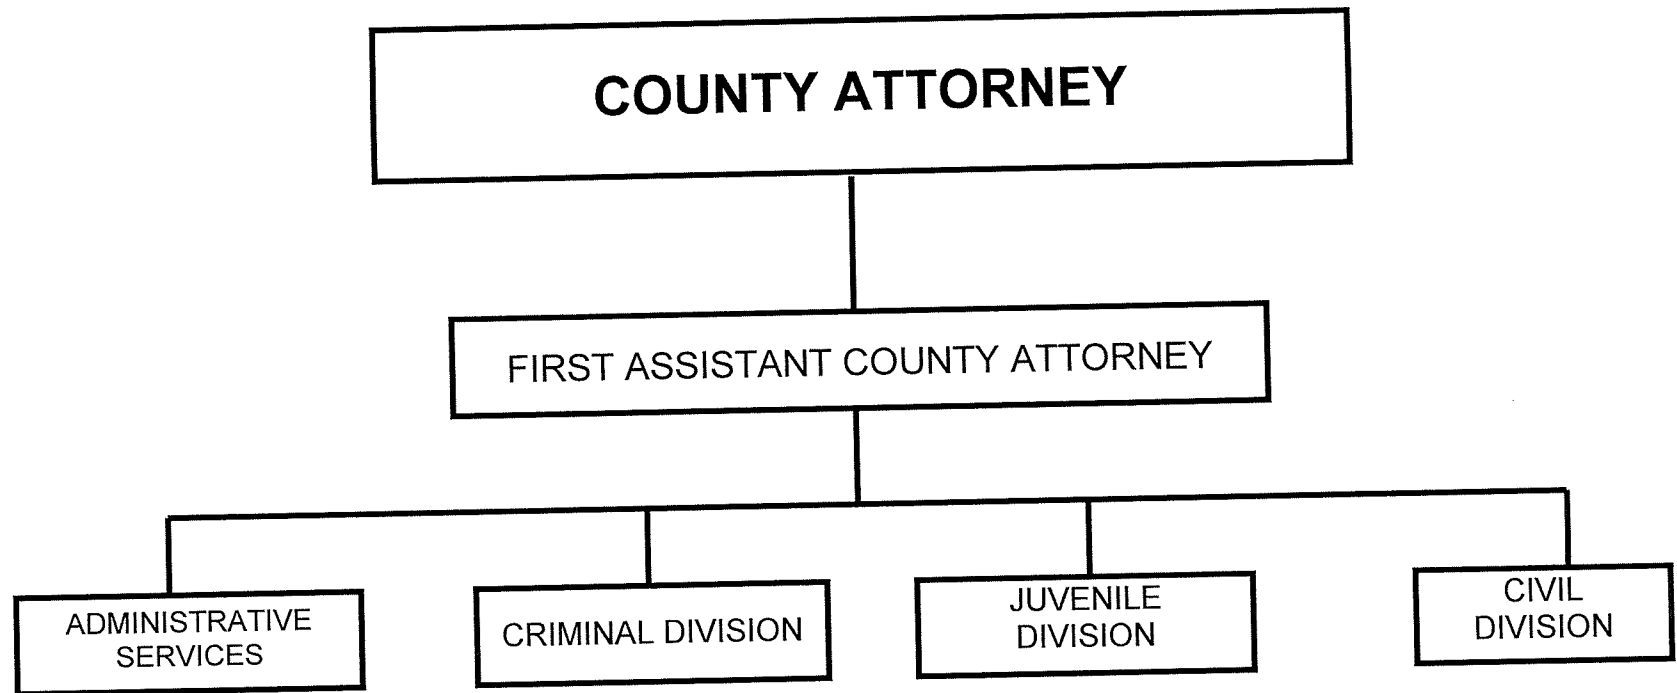 COUNTY ATTORNEY
FIRST ASSISTANT COUNTY ATTORNEY
ADMINISTRATIVE
SERVICES
CRIMINAL DIVISION
JUVENILE
DIVISION
CIVIL
DIVISION